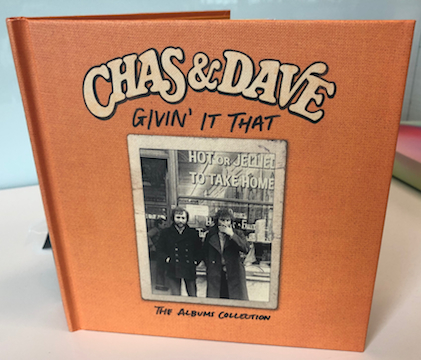 CHAS & DAVE
GIVIN' IT THAT
HOT OR JELLIED
TO TAKE HOME
THE ALBUMS COLLECTION